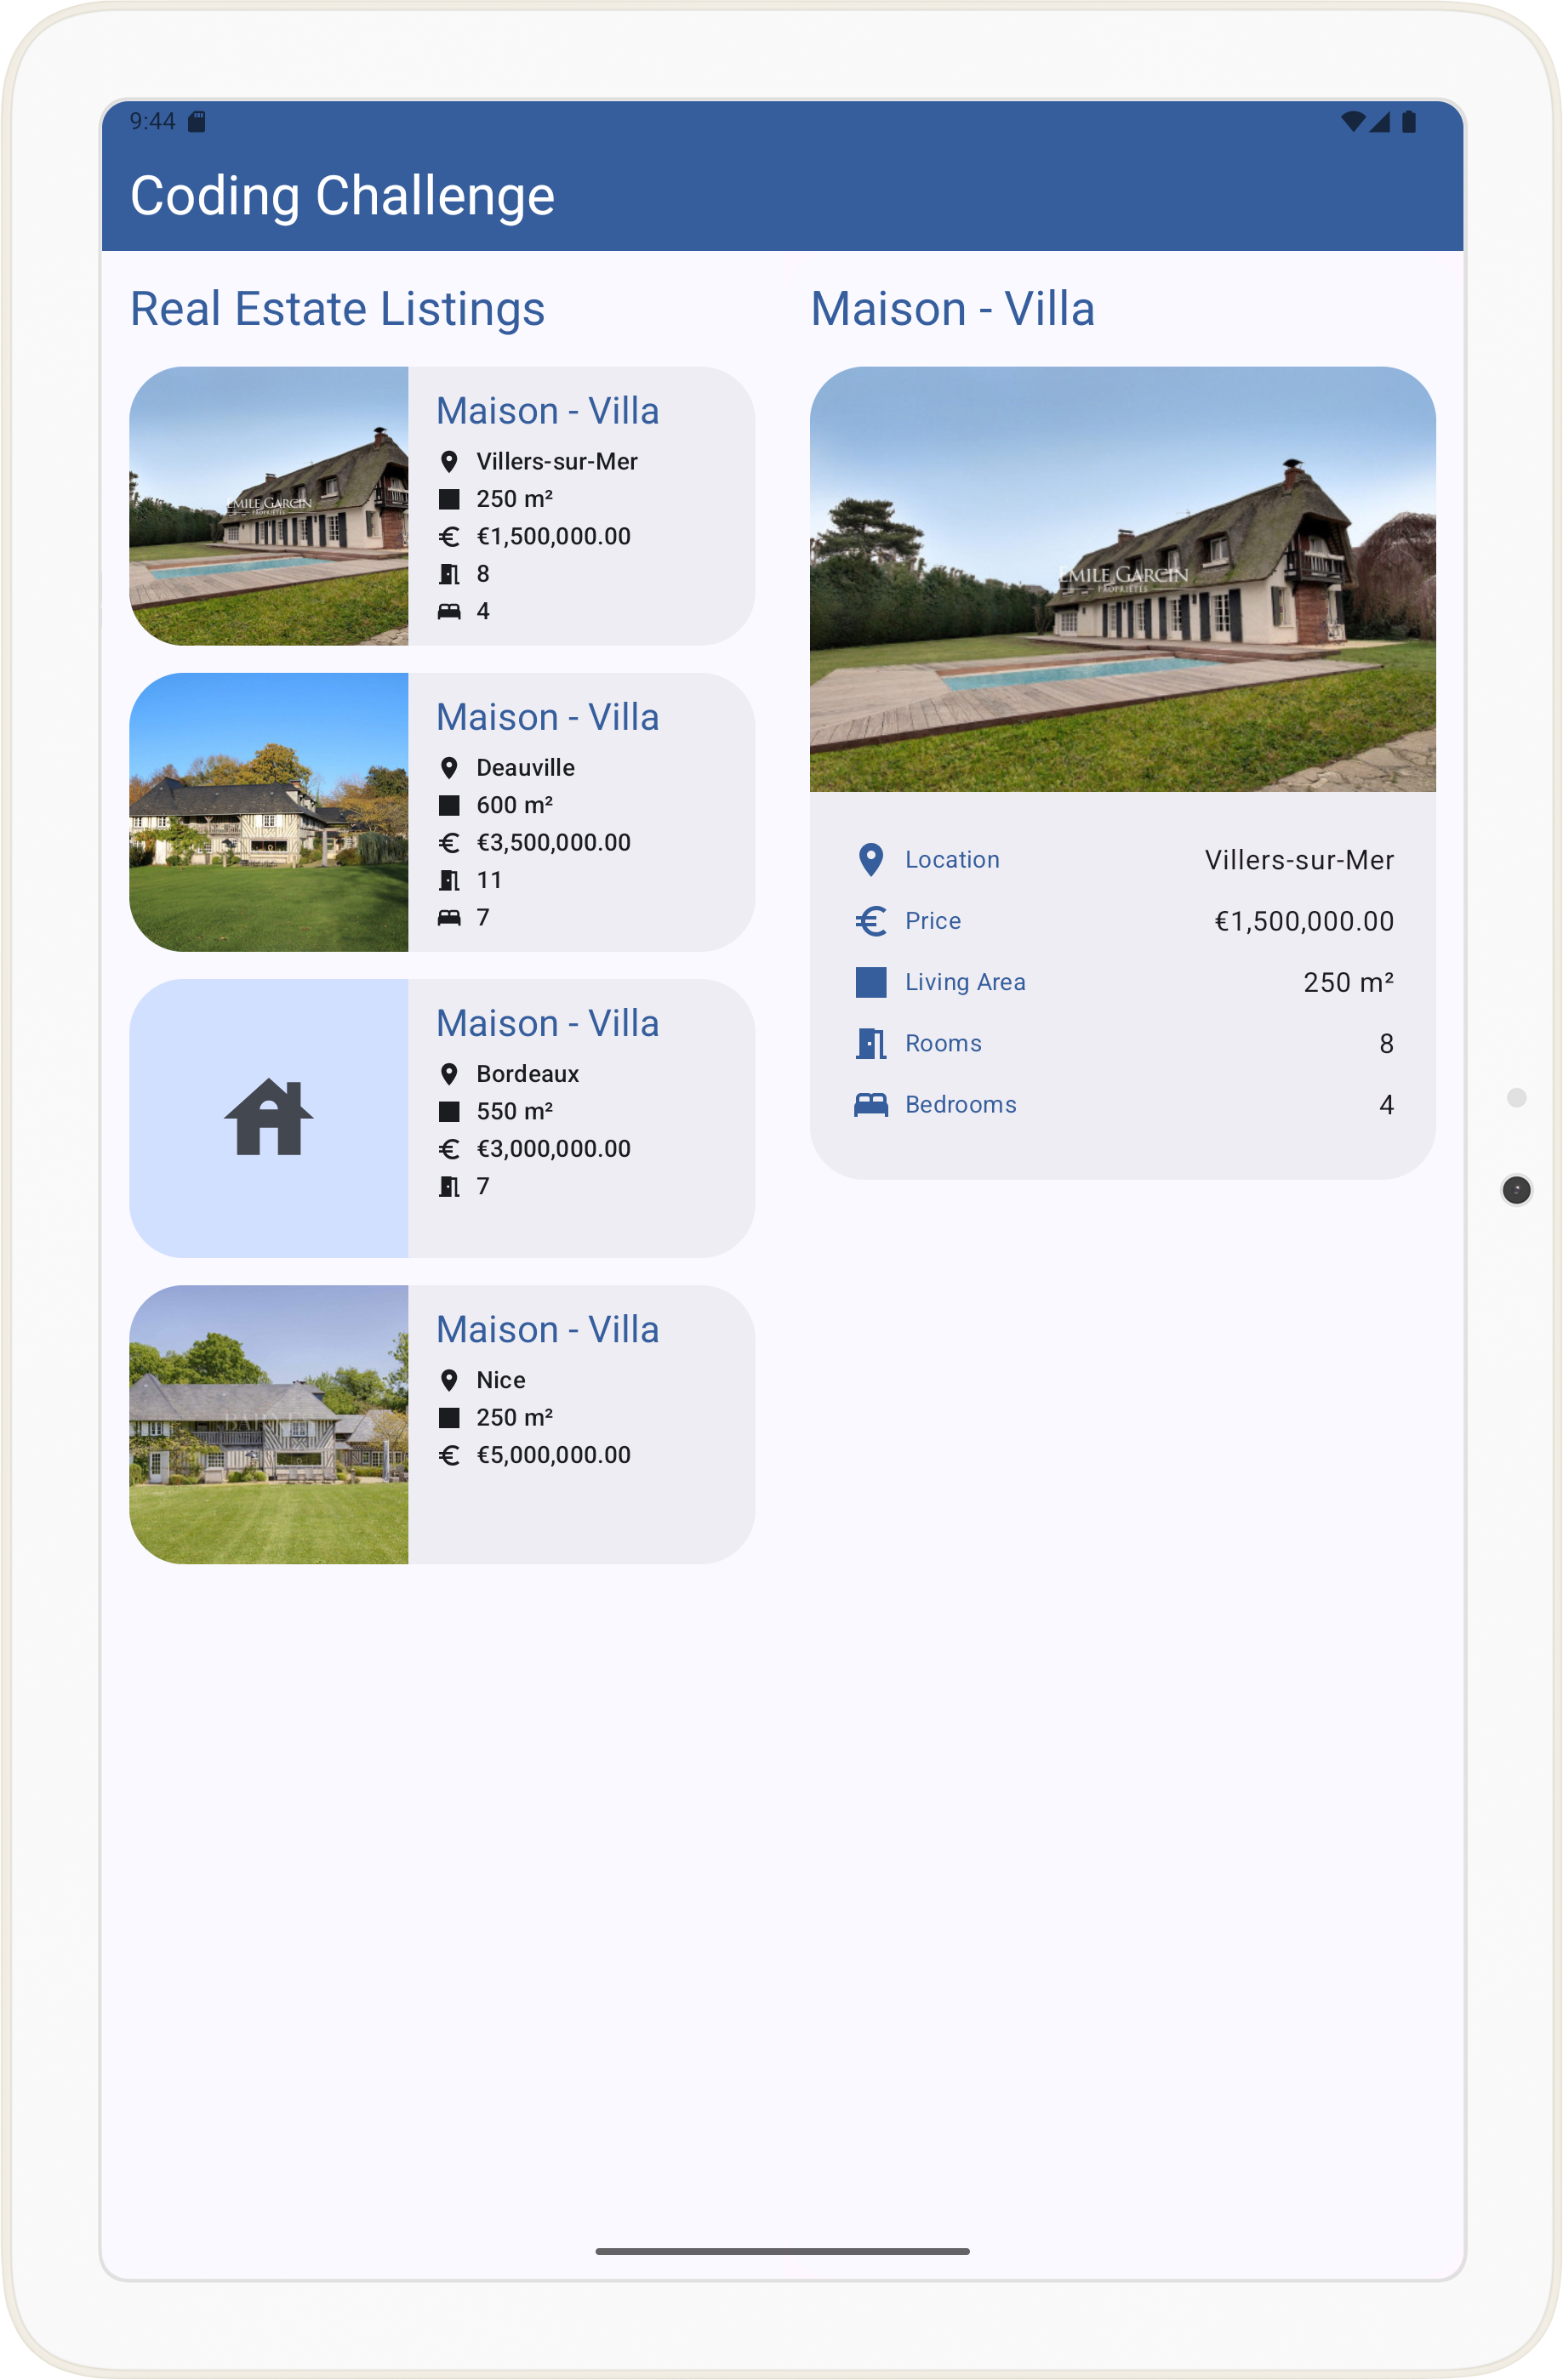 9:44
Coding Challenge
Real Estate Listings
Maison - Villa
EMILE GARCIN
PROPRIÉTÉS
Villers-sur-Mer
250 m²
€1,500,000.00
8
4
Maison - Villa
Deauville
600 m²
€3,500,000.00
11
7
Maison - Villa
Bordeaux
550 m²
€3,000,000.00
7
Maison - Villa
Nice
250 m²
€5,000,000.00
Maison - Villa
EMILE GARCIN
PROPRIÉTÉS
Location Villers-sur-Mer
Price €1,500,000.00
Living Area 250 m²
Rooms 8
Bedrooms 4